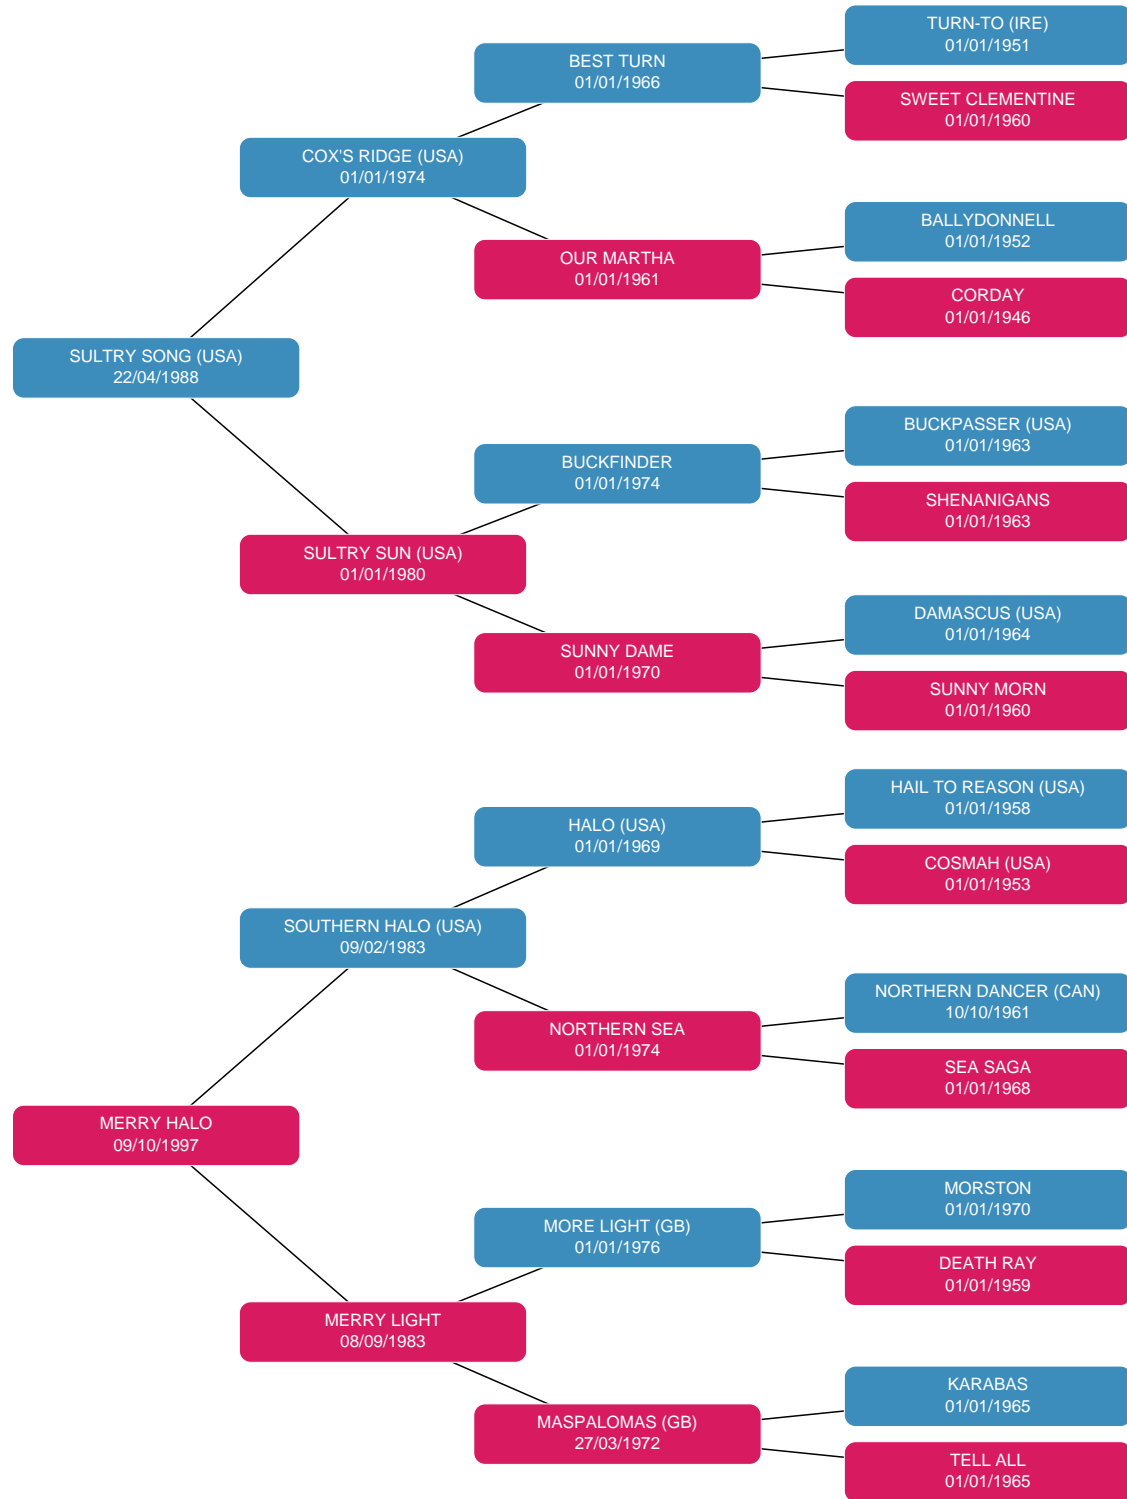 TURN-TO (IRE)
01/01/1951
BEST TURN
01/01/1966
SWEET CLEMENTINE
01/01/1960
COX'S RIDGE (USA)
01/01/1974
BALLYDONNELL
01/01/1952
OUR MARTHA
01/01/1961
CORDAY
01/01/1946
SULTRY SONG (USA)
22/04/1988
BUCKPASSER (USA)
01/01/1963
BUCKFINDER
01/01/1974
SHENANIGANS
01/01/1963
SULTRY SUN (USA)
01/01/1980
DAMASCUS (USA)
01/01/1964
SUNNY DAME
01/01/1970
SUNNY MORN
01/01/1960
HAIL TO REASON (USA)
01/01/1958
HALO (USA)
01/01/1969
COSMAH (USA)
01/01/1953
SOUTHERN HALO (USA)
09/02/1983
NORTHERN DANCER (CAN)
10/10/1961
NORTHERN SEA
01/01/1974
SEA SAGA
01/01/1968
MERRY HALO
09/10/1997
MORSTON
01/01/1970
MORE LIGHT (GB)
01/01/1976
DEATH RAY
01/01/1959
MERRY LIGHT
08/09/1983
KARABAS
01/01/1965
MASPALOMAS (GB)
27/03/1972
TELL ALL
01/01/1965